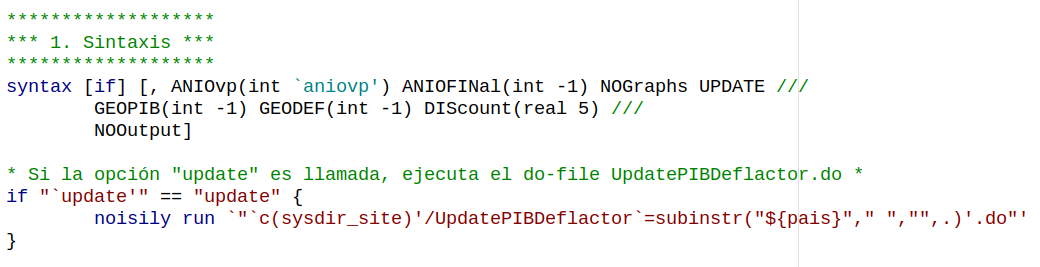 *******************
*** 1. Sintaxis ***
*******************
syntax [if] [, ANIOvp(int `aniovp') ANIOFINal(int -1) NOGraphs UPDATE ///
        GEOPIB(int -1) GEODEF(int -1) DIScount(real 5) ///
        NOOutput]

* Si la opción "update" es llamada, ejecuta el do-file UpdatePIBDeflactor.do *
if "`update'" == "update" {
        noisily run `"`c(sysdir_site)'/UpdatePIBDeflactor`=subinstr("${pais}"," ","",.)'.do"'
}